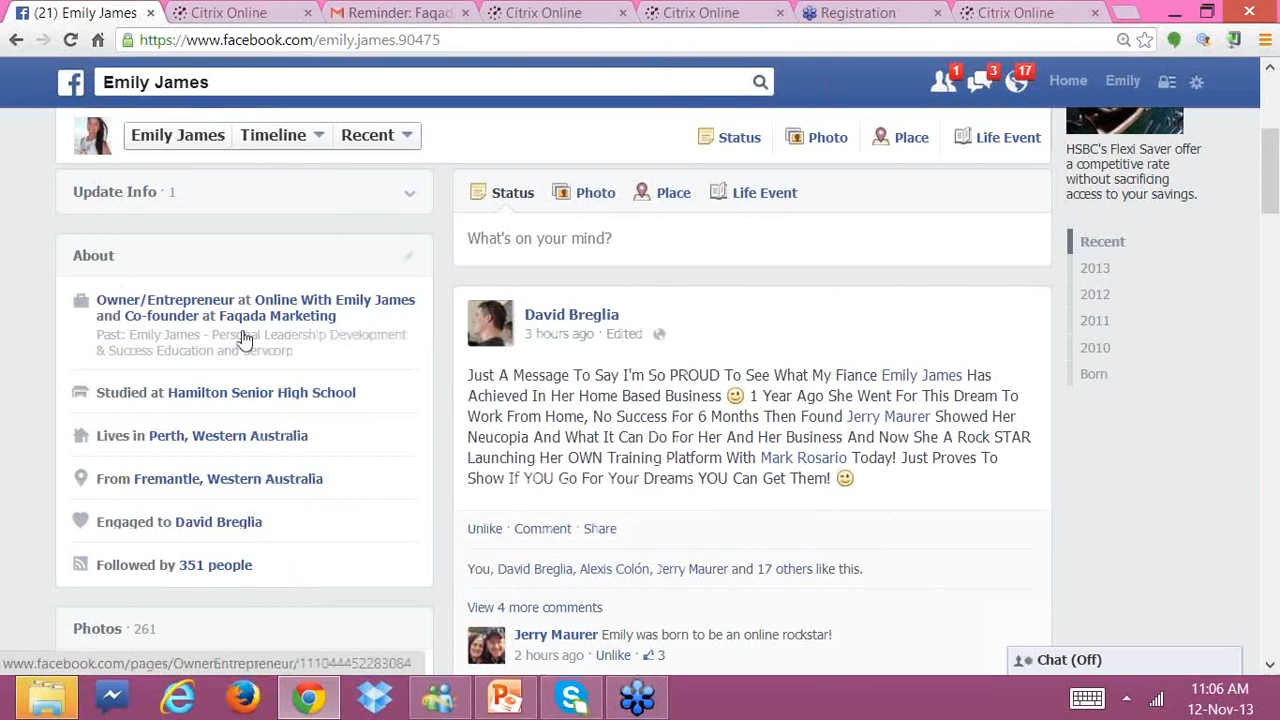 (21) Emily James
Citrix Online
Reminder: Faqad
Citrix Online
Citrix Online
Registration
Citrix Online
https://www.facebook.com/emily.james.90475
Emily James
1
3
17
Home
Emily
Emily James
Timeline
Recent
Status
Photo
Place
Life Event
HSBC's Flexi Saver offer
a competitive rate
without sacrificing
access to your savings.
Update Info · 1
Status
Photo
Place
Life Event
What's on your mind?
About
Owner/Entrepreneur at Online With Emily James
and Co-founder at Faqada Marketing
Past: Emily James - Personal Leadership Development
& Success Education and Servcorp
Studied at Hamilton Senior High School
Lives in Perth, Western Australia
From Fremantle, Western Australia
Engaged to David Breglia
Followed by 351 people
Photos · 261
David Breglia
3 hours ago · Edited
Just A Message To Say I'm So PROUD To See What My Fiance Emily James Has
Achieved In Her Home Based Business 1 Year Ago She Went For This Dream To
Work From Home, No Success For 6 Months Then Found Jerry Maurer Showed Her
Neucopia And What It Can Do For Her And Her Business And Now She A Rock STAR
Launching Her OWN Training Platform With Mark Rosario Today! Just Proves To
Show If YOU Go For Your Dreams YOU Can Get Them!
Unlike · Comment · Share
You, David Breglia, Alexis Colón, Jerry Maurer and 17 others like this.
View 4 more comments
Jerry Maurer Emily was born to be an online rockstar!
2 hours ago · Unlike · 3
Recent
2013
2012
2011
2010
Born
Chat (Off)
www.facebook.com/pages/OwnerEntrepreneur/111044452283084
11:06 AM
12-Nov-13